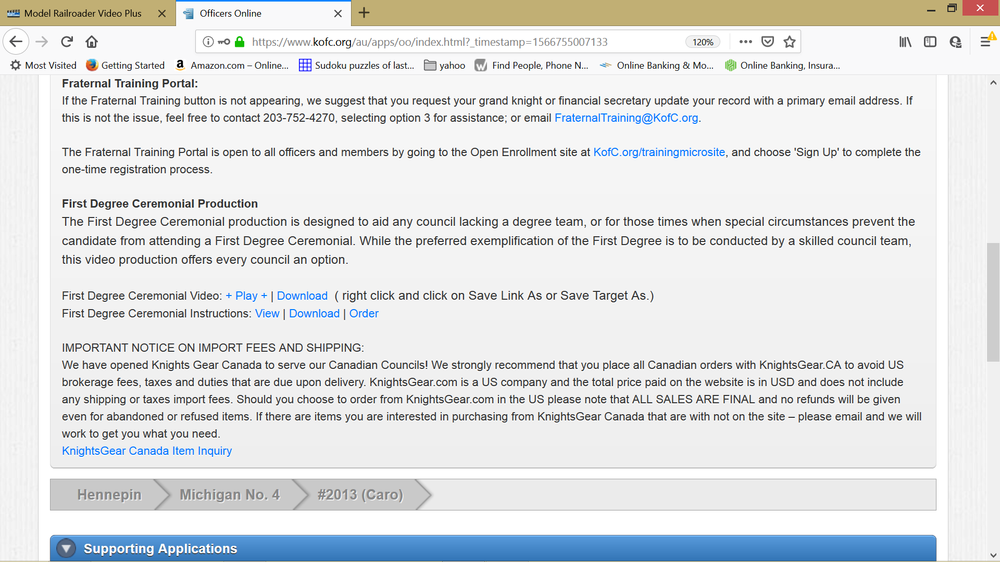 Model Railroader Video Plus
Officers Online
https://www.kofc.org/au/apps/oo/index.html?_timestamp=1566755007133
120%
Most Visited
Getting Started
Amazon.com – Online...
Sudoku puzzles of last...
yahoo
Find People, Phone N...
Online Banking & Mo...
Online Banking, Insura...
Fraternal Training Portal:
If the Fraternal Training button is not appearing, we suggest that you request your grand knight or financial secretary update your record with a primary email address. If
this is not the issue, feel free to contact 203-752-4270, selecting option 3 for assistance; or email FraternalTraining@KofC.org.
The Fraternal Training Portal is open to all officers and members by going to the Open Enrollment site at KofC.org/trainingmicrosite, and choose 'Sign Up' to complete the
one-time registration process.
First Degree Ceremonial Production
The First Degree Ceremonial production is designed to aid any council lacking a degree team, or for those times when special circumstances prevent the
candidate from attending a First Degree Ceremonial. While the preferred exemplification of the First Degree is to be conducted by a skilled council team,
this video production offers every council an option.
First Degree Ceremonial Video: + Play + | Download ( right click and click on Save Link As or Save Target As.)
First Degree Ceremonial Instructions: View | Download | Order
IMPORTANT NOTICE ON IMPORT FEES AND SHIPPING:
We have opened Knights Gear Canada to serve our Canadian Councils! We strongly recommend that you place all Canadian orders with KnightsGear.CA to avoid US
brokerage fees, taxes and duties that are due upon delivery. KnightsGear.com is a US company and the total price paid on the website is in USD and does not include
any shipping or taxes import fees. Should you choose to order from KnightsGear.com in the US please note that ALL SALES ARE FINAL and no refunds will be given
even for abandoned or refused items. If there are items you are interested in purchasing from KnightsGear Canada that are with not on the site – please email and we will
work to get you what you need.
KnightsGear Canada Item Inquiry
Hennepin
Michigan No. 4
#2013 (Caro)
Supporting Applications